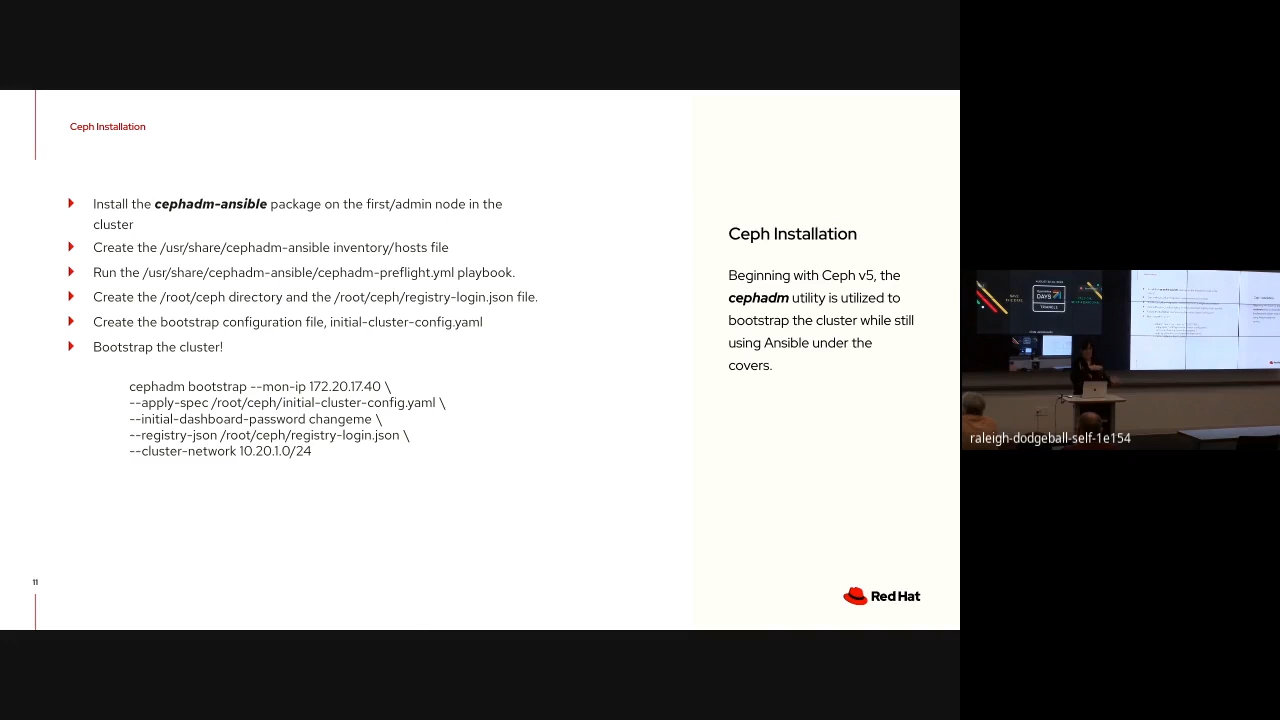 Ceph Installation
Install the cephadm-ansible package on the first/admin node in the
cluster
Create the /usr/share/cephadm-ansible inventory/hosts file
Run the /usr/share/cephadm-ansible/cephadm-preflight.yml playbook.
Create the /root/ceph directory and the /root/ceph/registry-login.json file.
Create the bootstrap configuration file, initial-cluster-config.yaml
Bootstrap the cluster!
cephadm bootstrap --mon-ip 172.20.17.40 \
--apply-spec /root/ceph/initial-cluster-config.yaml \
--initial-dashboard-password changeme \
--registry-json /root/ceph/registry-login.json \
--cluster-network 10.20.1.0/24
11
Ceph Installation
Beginning with Ceph v5, the
cephadm utility is utilized to
bootstrap the cluster while still
using Ansible under the
covers.
Red Hat
DAYS
raleigh-dodgeball-self-1e154